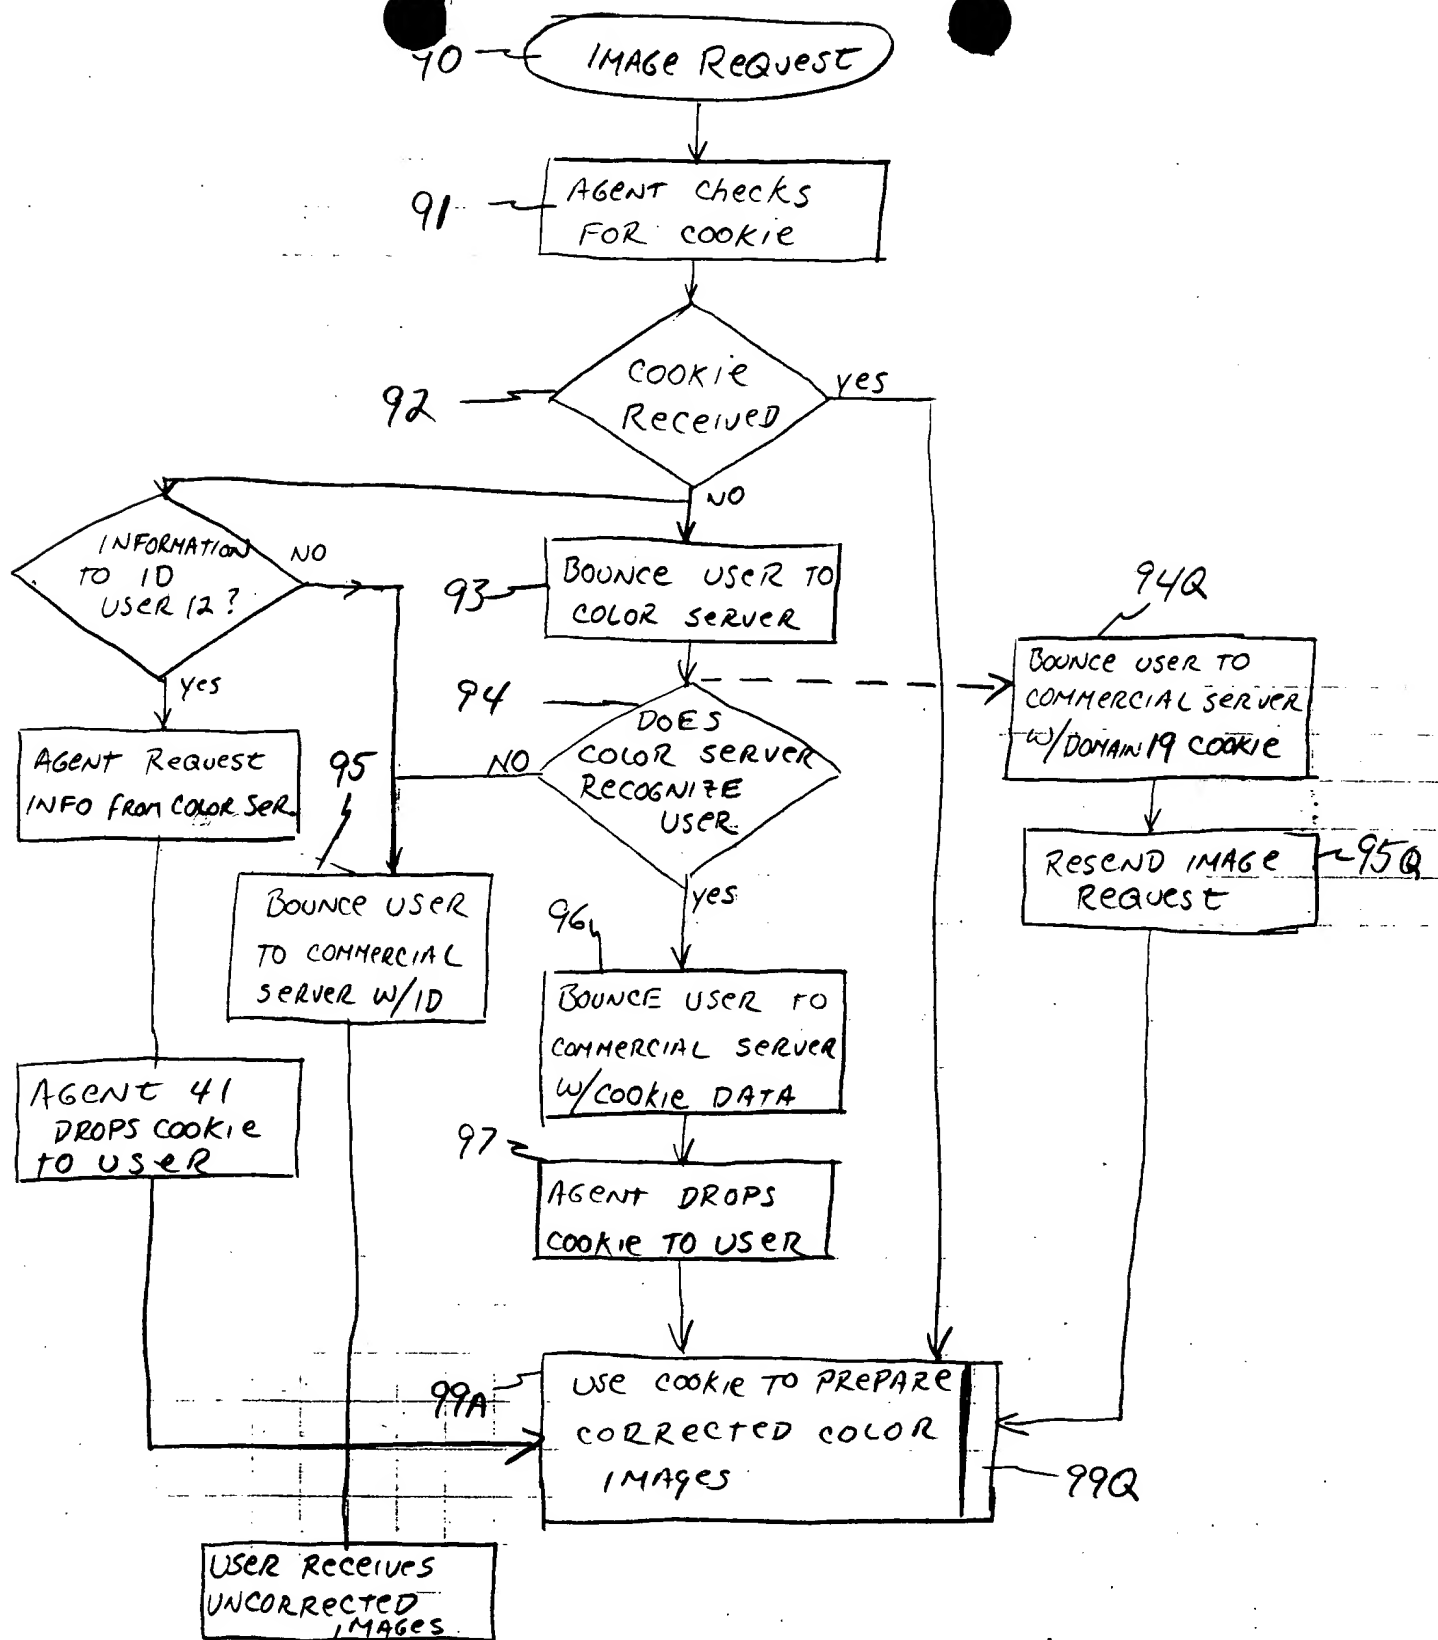 40
IMAGE REQUEST
91
AGENT CHECKS
FOR COOKIE
92
COOKIE
RECEIVED
yes
NO
INFORMATION
TO ID
USER 12?
NO
yes
93
BOUNCE USER TO
COLOR SERVER
94Q
BOUNCE USER TO
COMMERCIAL SERVER
W/DOMAIN 19 COOKIE
94
DOES
COLOR SERVER
RECOGNIZE
USER
NO
yes
AGENT REQUEST
INFO FROM COLOR SER.
95
BOUNCE USER
TO COMMERCIAL
SERVER W/ID
RESEND IMAGE
REQUEST
95Q
96
BOUNCE USER TO
COMMERCIAL SERVER
W/COOKIE DATA
AGENT 41
DROPS COOKIE
TO USER
97
AGENT DROPS
COOKIE TO USER
99A
USE COOKIE TO PREPARE
CORRECTED COLOR
IMAGES
99Q
USER RECEIVES
UNCORRECTED
IMAGES